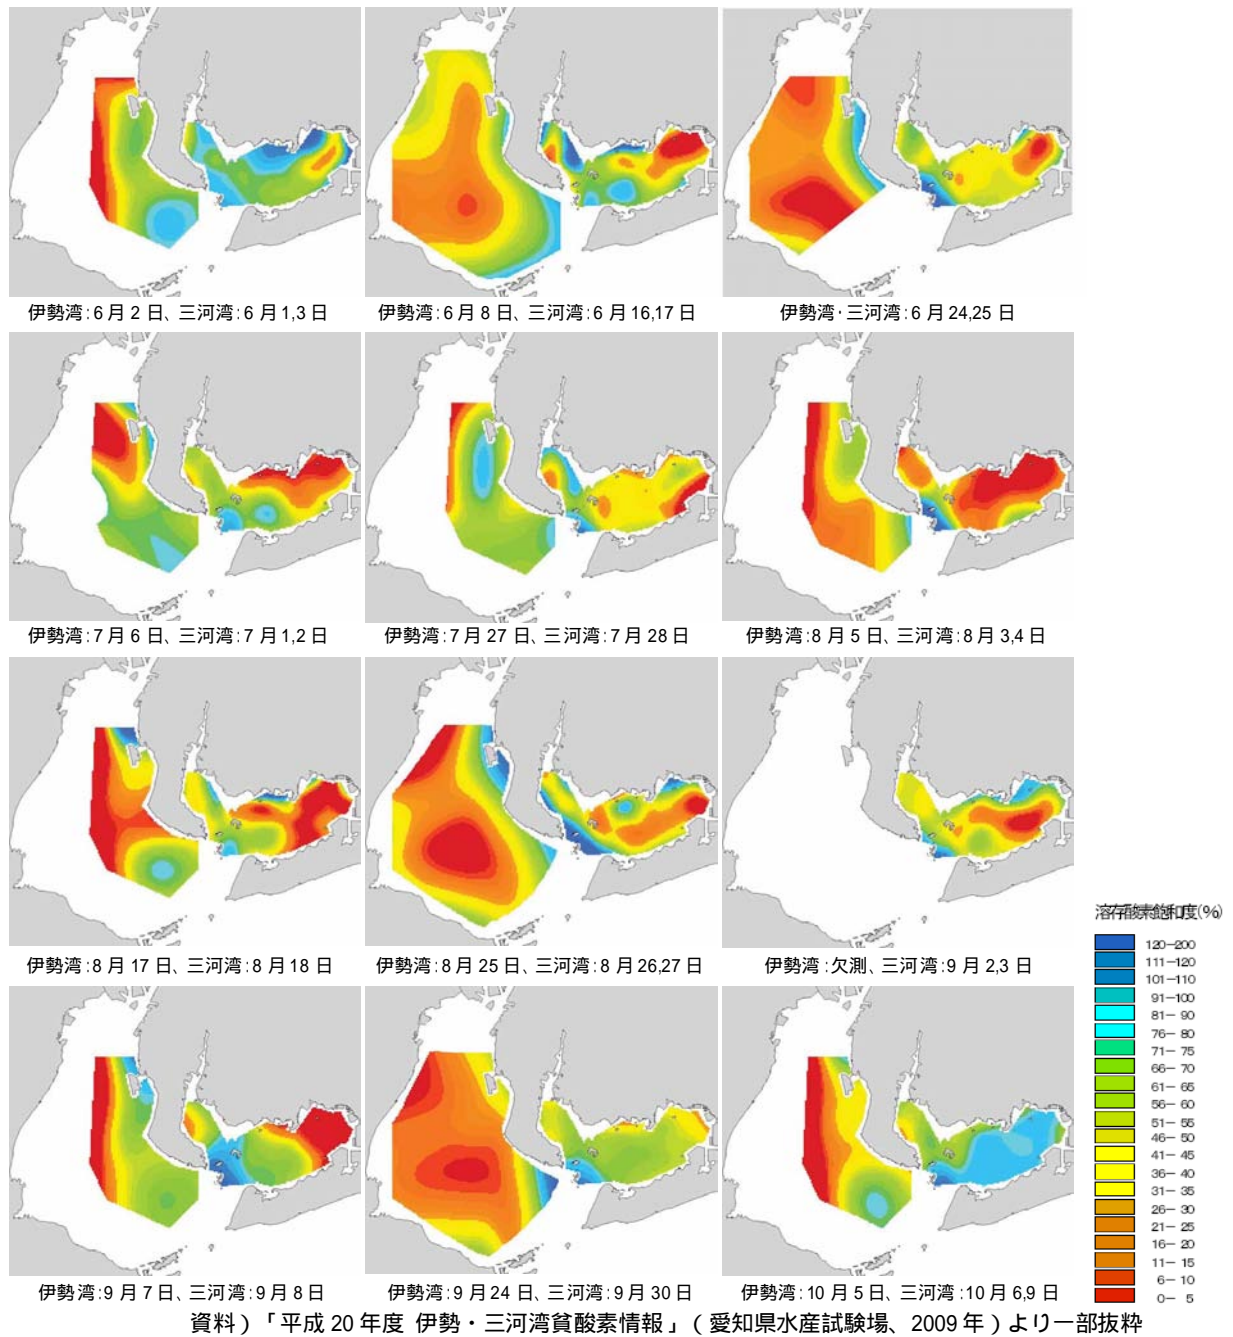 伊勢湾:6月2日、三河湾:6月1,3日
伊勢湾:6月8日、三河湾:6月16,17日
伊勢湾・三河湾:6月24,25日
伊勢湾:7月6日、三河湾:7月1,2日
伊勢湾:7月27日、三河湾:7月28日
伊勢湾:8月5日、三河湾:8月3,4日
伊勢湾:8月17日、三河湾:8月18日
伊勢湾:8月25日、三河湾:8月26,27日
伊勢湾:欠測、三河湾:9月2,3日
溶存酸素飽和度(%)
120-200
111-120
101-110
91-100
81-90
76-80
71-75
66-70
61-65
56-60
51-55
46-50
41-45
36-40
31-35
26-30
21-25
16-20
11-15
6-10
0-5
伊勢湾:9月7日、三河湾:9月8日
伊勢湾:9月24日、三河湾:9月30日
伊勢湾:10月5日、三河湾:10月6,9日
資料)「平成20年度 伊勢・三河湾貧酸素情報」(愛知県水産試験場、2009年)より一部抜粋